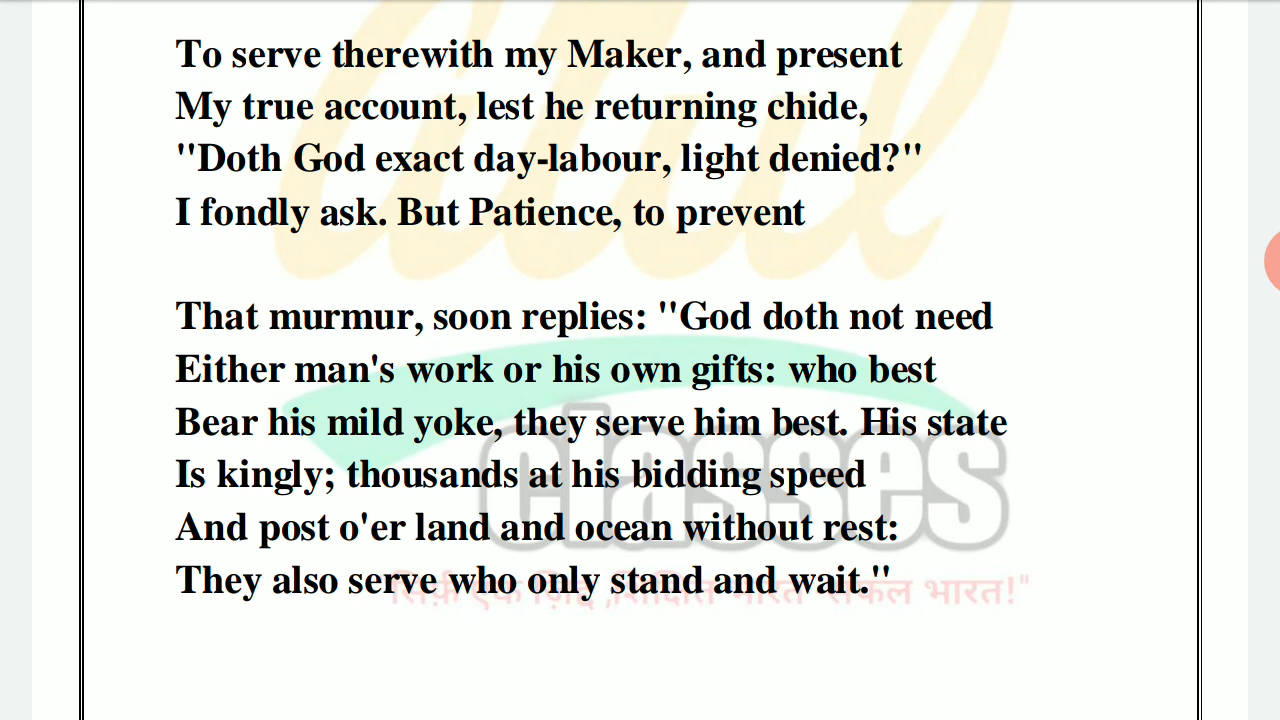 To serve therewith my Maker, and present
My true account, lest he returning chide,
"Doth God exact day-labour, light denied?"
I fondly ask. But Patience, to prevent
That murmur, soon replies: "God doth not need
Either man's work or his own gifts: who best
Bear his mild yoke, they serve him best. His state
Is kingly; thousands at his bidding speed
And post o'er land and ocean without rest:
They also serve who only stand and wait."
classes
भारत!"